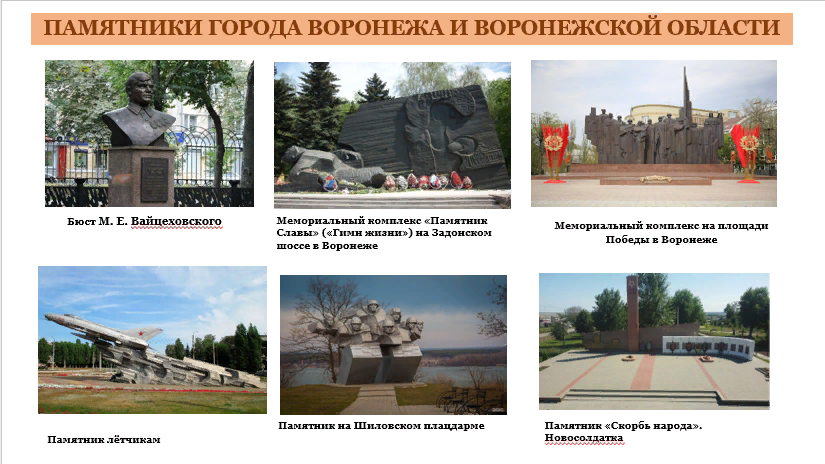 ПАМЯТНИКИ ГОРОДА ВОРОНЕЖА И ВОРОНЕЖСКОЙ ОБЛАСТИ
Бюст М. Е. Вайцеховского
Мемориальный комплекс «Памятник
Славы» («Гимн жизни») на Задонском
шоссе в Воронеже
Мемориальный комплекс на площади
Победы в Воронеже
Памятник лётчикам
Памятник на Шиловском плацдарме
Памятник «Скорбь народа».
Новосолдатка